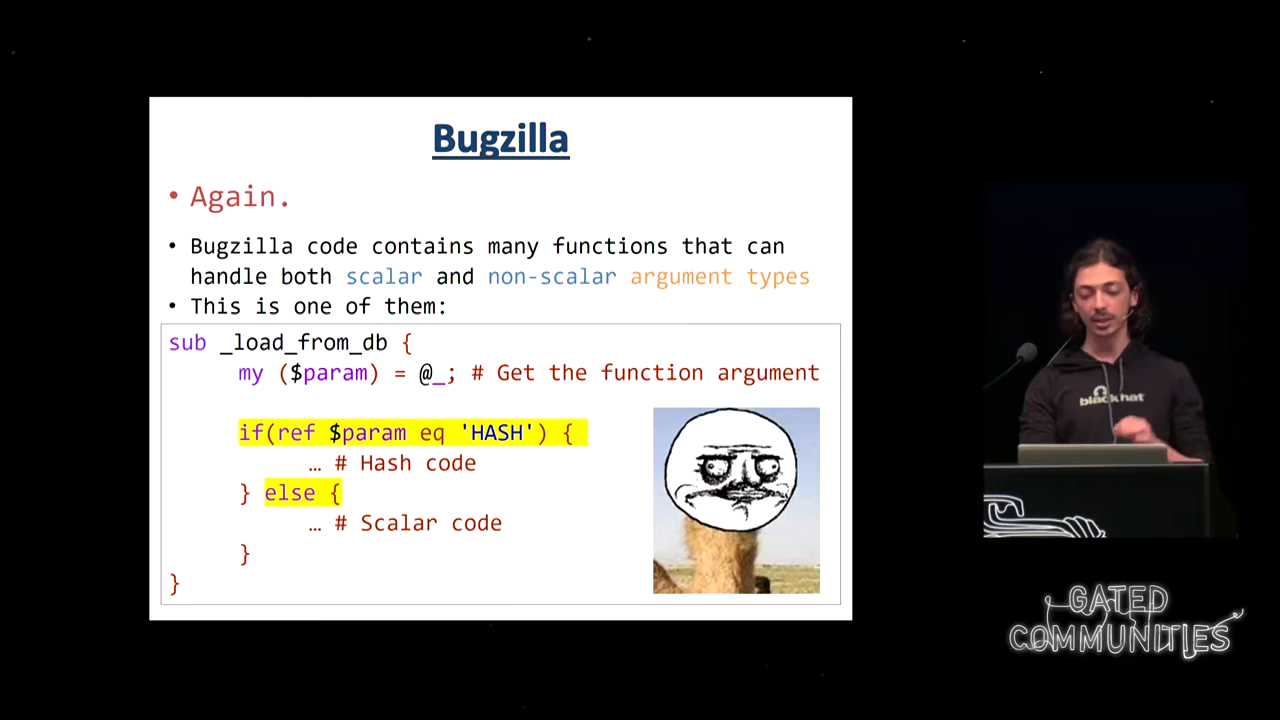 Bugzilla
• Again.
• Bugzilla code contains many functions that can
handle both scalar and non-scalar argument types
• This is one of them:
sub _load_from_db {
my ($param) = @_; # Get the function argument
if(ref $param eq 'HASH') {
… # Hash code
} else {
… # Scalar code
}
}
blackhat
GATED
COMMUNITIES